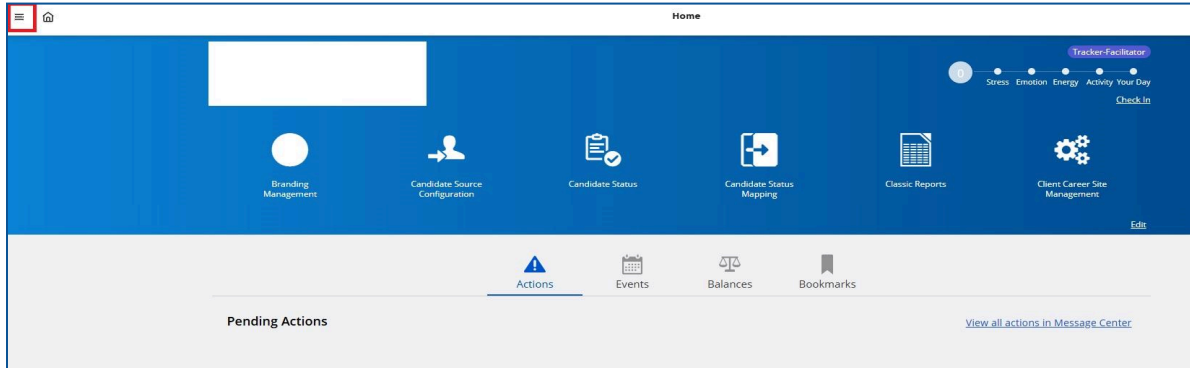 Home
Tracker-Facilitator
0
Stress Emotion Energy Activity Your Day
Check In
Branding
Management
Candidate Source
Configuration
Candidate Status
Candidate Status
Mapping
Classic Reports
Client Career Site
Management
Edit
Actions Events Balances Bookmarks
Pending Actions View all actions in Message Center